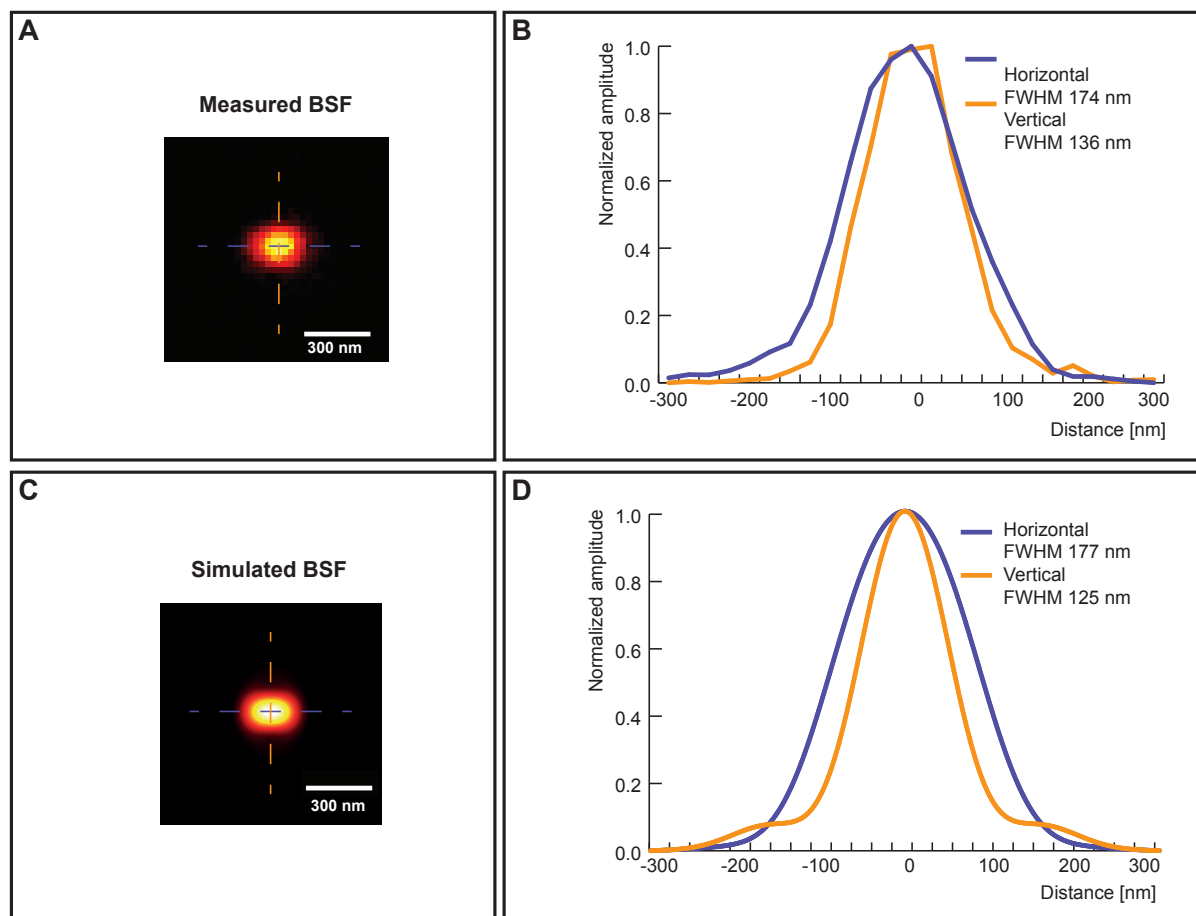 A
Measured BSF
300 nm
B
Normalized amplitude
1.0
0.8
0.6
0.4
0.2
0.0
-300
-200
-100
0
100
200
300
Distance [nm]
Horizontal
FWHM 174 nm
Vertical
FWHM 136 nm
C
Simulated BSF
300 nm
D
Normalized amplitude
1.0
0.8
0.6
0.4
0.2
0.0
-300
-200
-100
0
100
200
300
Distance [nm]
Horizontal
FWHM 177 nm
Vertical
FWHM 125 nm